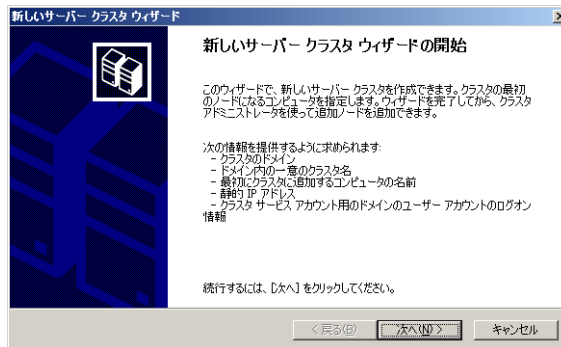 新しいサーバー クラスタ ウィザード
新しいサーバー クラスタ ウィザードの開始
このウィザードで、新しいサーバー クラスタを作成できます。クラスタの最初
のノードになるコンピュータを指定します。ウィザードを完了してから、クラスタ
アドミニストレータを使って追加ノードを追加できます。
次の情報を提供するように求められます:
- クラスタのドメイン
- ドメイン内の一意のクラスタ名
- 最初にクラスタに追加するコンピュータの名前
- 静的 IP アドレス
- クラスタ サービス アカウント用のドメインのユーザー アカウントのログオン
情報
続行するには、[次へ] をクリックしてください。
< 戻る(B) 次へ(N) > キャンセル